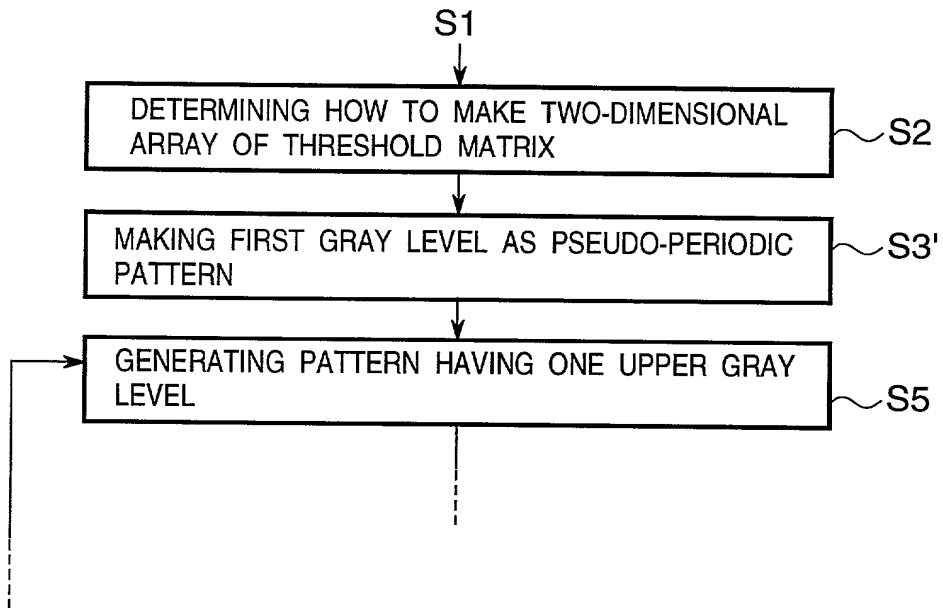 S1
DETERMINING HOW TO MAKE TWO-DIMENSIONAL
ARRAY OF THRESHOLD MATRIX
S2
MAKING FIRST GRAY LEVEL AS PSEUDO-PERIODIC
PATTERN
S3'
GENERATING PATTERN HAVING ONE UPPER GRAY
LEVEL
S5